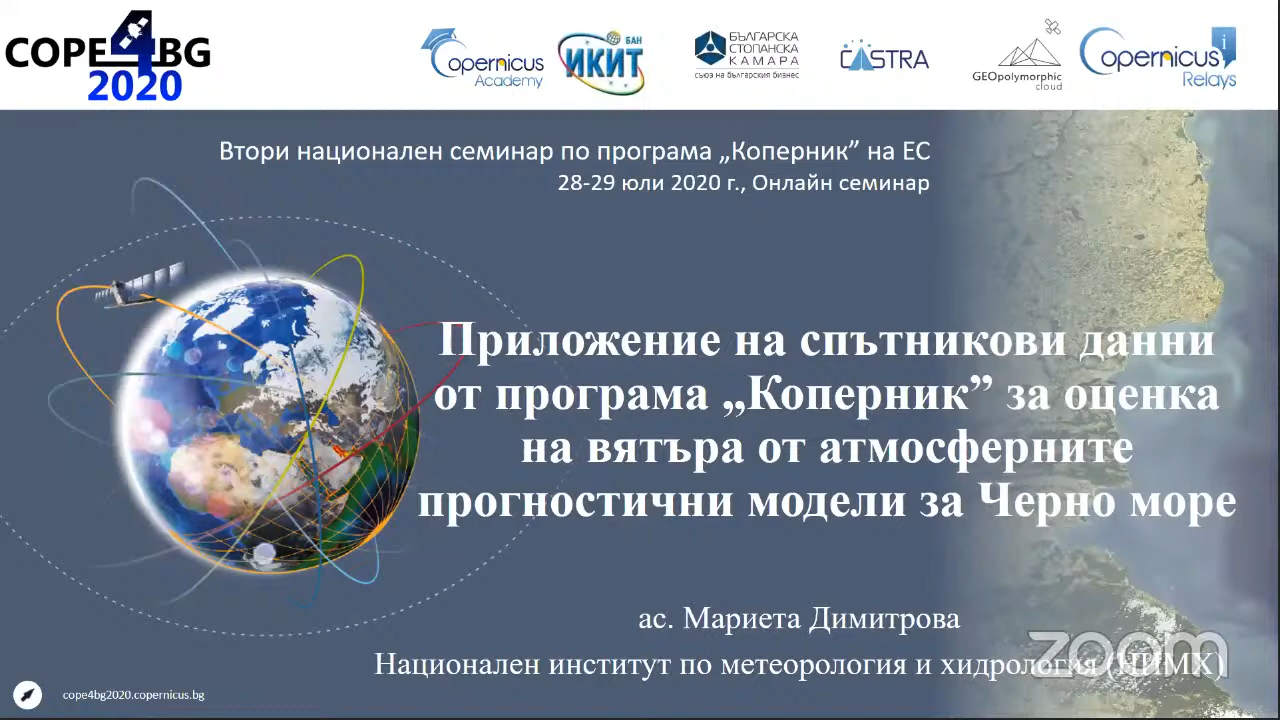 COPE4BG
2020
Copernicus
Academy
ИКИТ
БАН
БЪЛГАРСКА
СТОПАНСКА
КАМАРА
СЪЮЗ НА БЪЛГАРСКИЯ БИЗНЕС
CASTRA
GEOpolymorphic
cloud
Copernicus
Relays
Втори национален семинар по програма „Коперник” на ЕС
28-29 юли 2020 г., Онлайн семинар
Приложение на спътникови данни
от програма „Коперник” за оценка
на вятъра от атмосферните
прогностични модели за Черно море
ас. Мариета Димитрова
Национален институт по метеорология и хидрология (НИМХ)
zoom
cope4bg2020.copernicus.bg